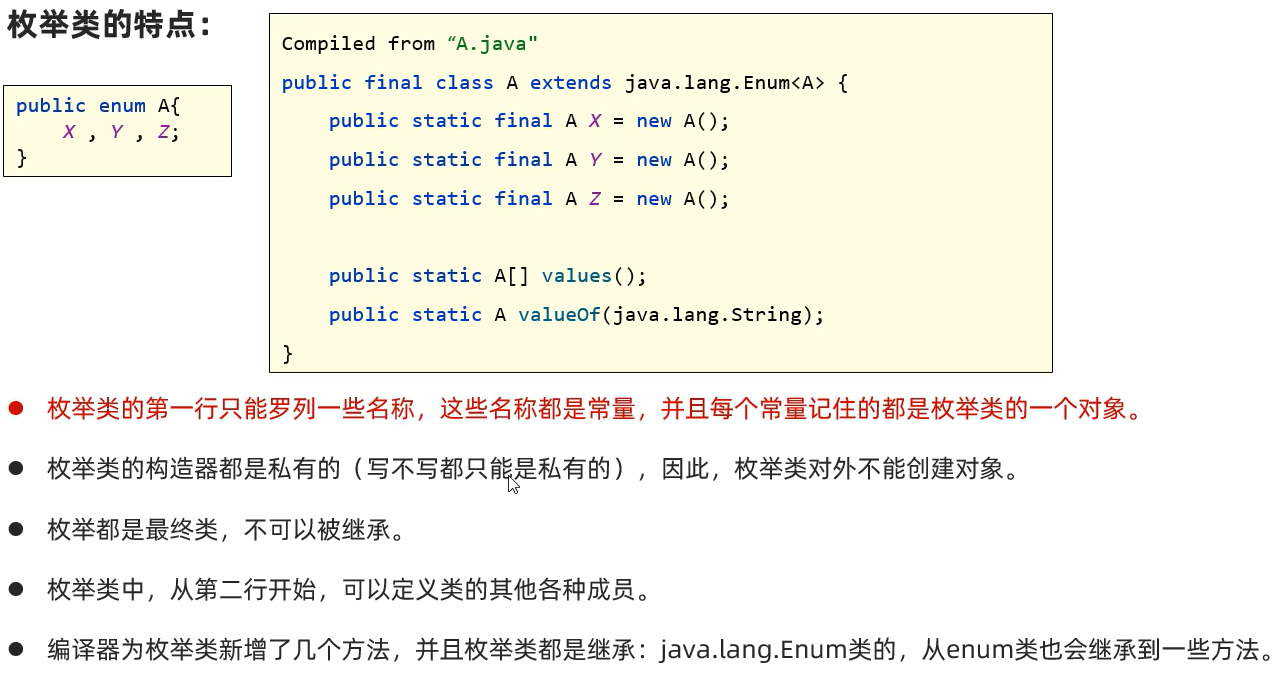 枚举类的特点：
public enum A{
X , Y , Z;
}
Compiled from “A.java"
public final class A extends java.lang.Enum<A> {
public static final A X = new A();
public static final A Y = new A();
public static final A Z = new A();
public static A[] values();
public static A valueOf(java.lang.String);
}
● 枚举类的第一行只能罗列一些名称，这些名称都是常量，并且每个常量记住的都是枚举类的一个对象。
● 枚举类的构造器都是私有的（写不写都只能是私有的），因此，枚举类对外不能创建对象。
● 枚举都是最终类，不可以被继承。
● 枚举类中，从第二行开始，可以定义类的其他各种成员。
● 编译器为枚举类新增了几个方法，并且枚举类都是继承：java.lang.Enum类的，从enum类也会继承到一些方法。